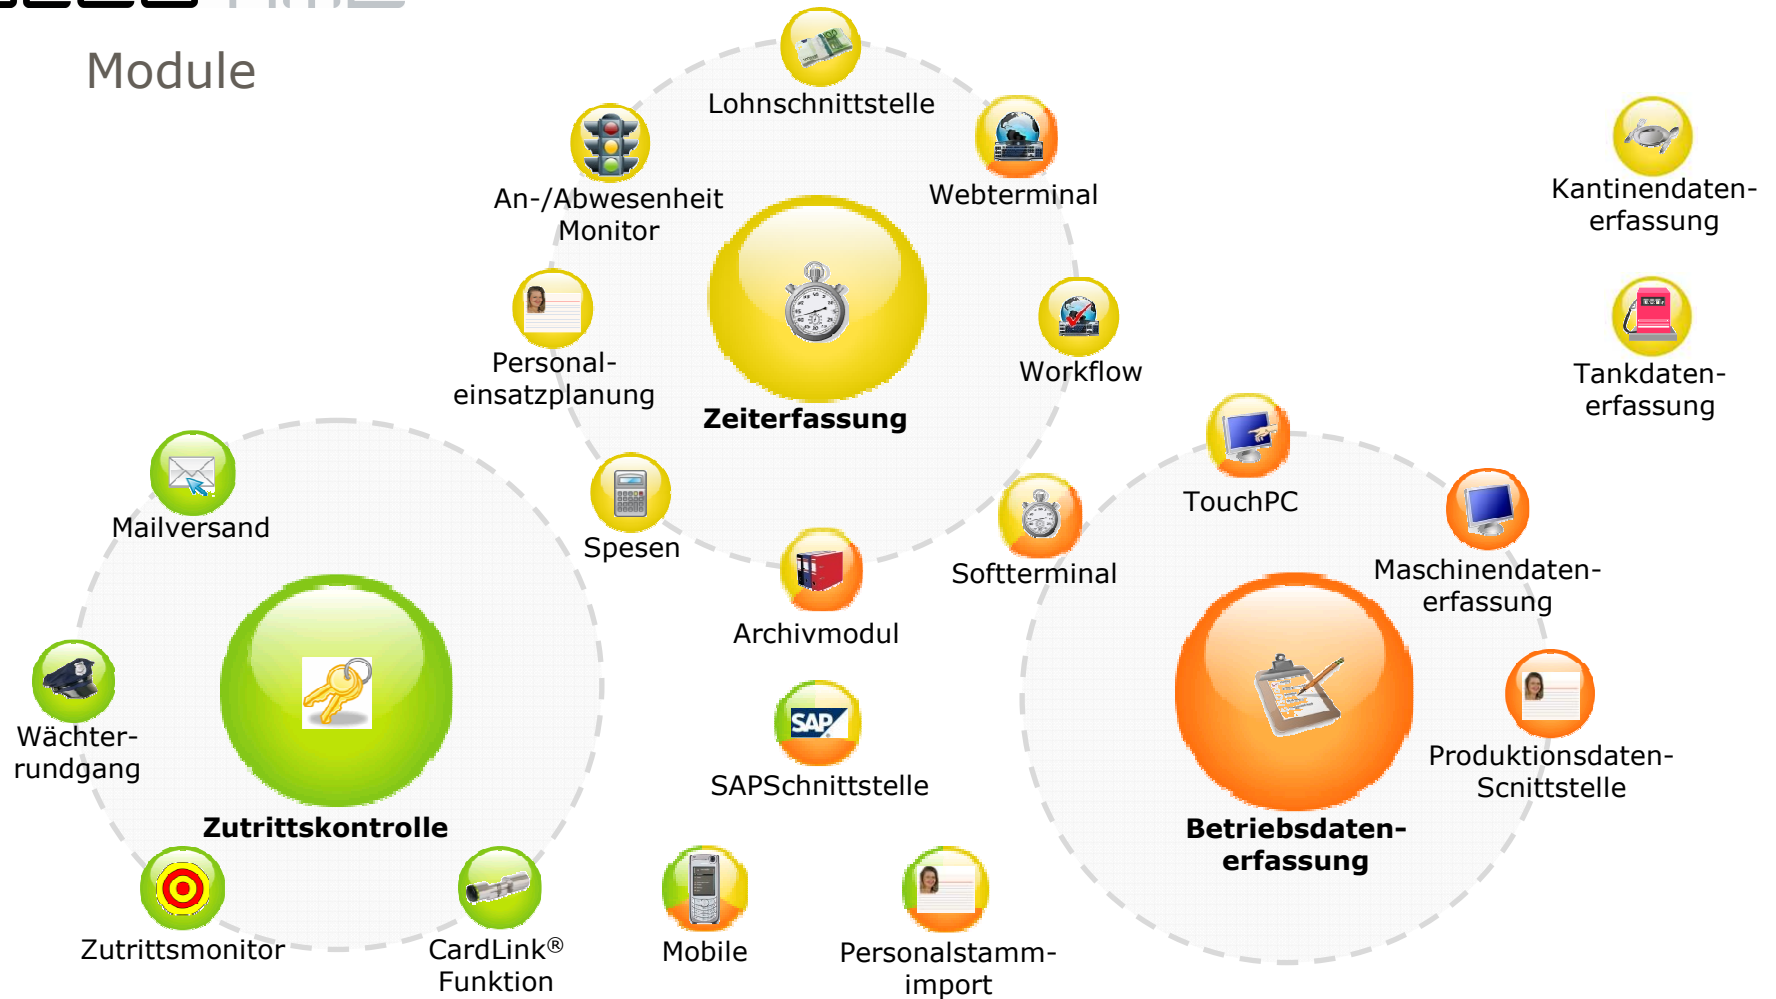 Module
Lohnschnittstelle
An-/Abwesenheit
Monitor
Webterminal
Kantinendaten-
erfassung
Personal-
einsatzplanung
Workflow
Tankdaten-
erfassung
Zeiterfassung
Mailversand
Spesen
Softterminal
TouchPC
Maschinendaten-
erfassung
Archivmodul
Wächter-
rundgang
SAP
SAPSchnittstelle
Produktionsdaten-
Scnittstelle
Zutrittskontrolle
Betriebsdaten-
erfassung
Zutrittsmonitor
CardLink®
Funktion
Mobile
Personalstamm-
import